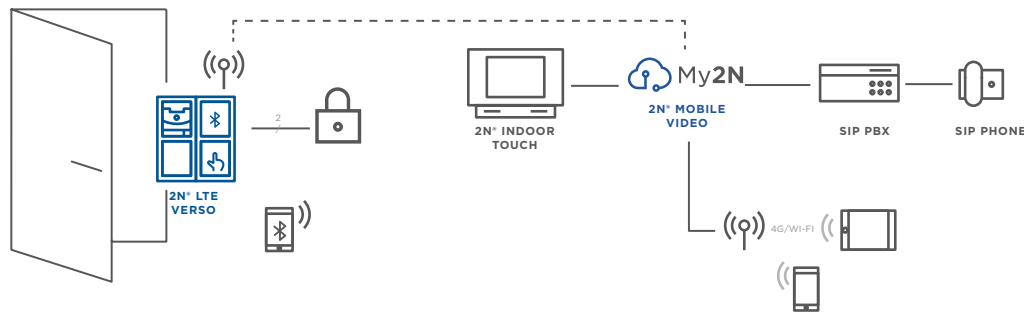 My2N
2N® MOBILE
VIDEO
2N® INDOOR
TOUCH
SIP PBX
SIP PHONE
2
2N® LTE
VERSO
4G/WI-FI